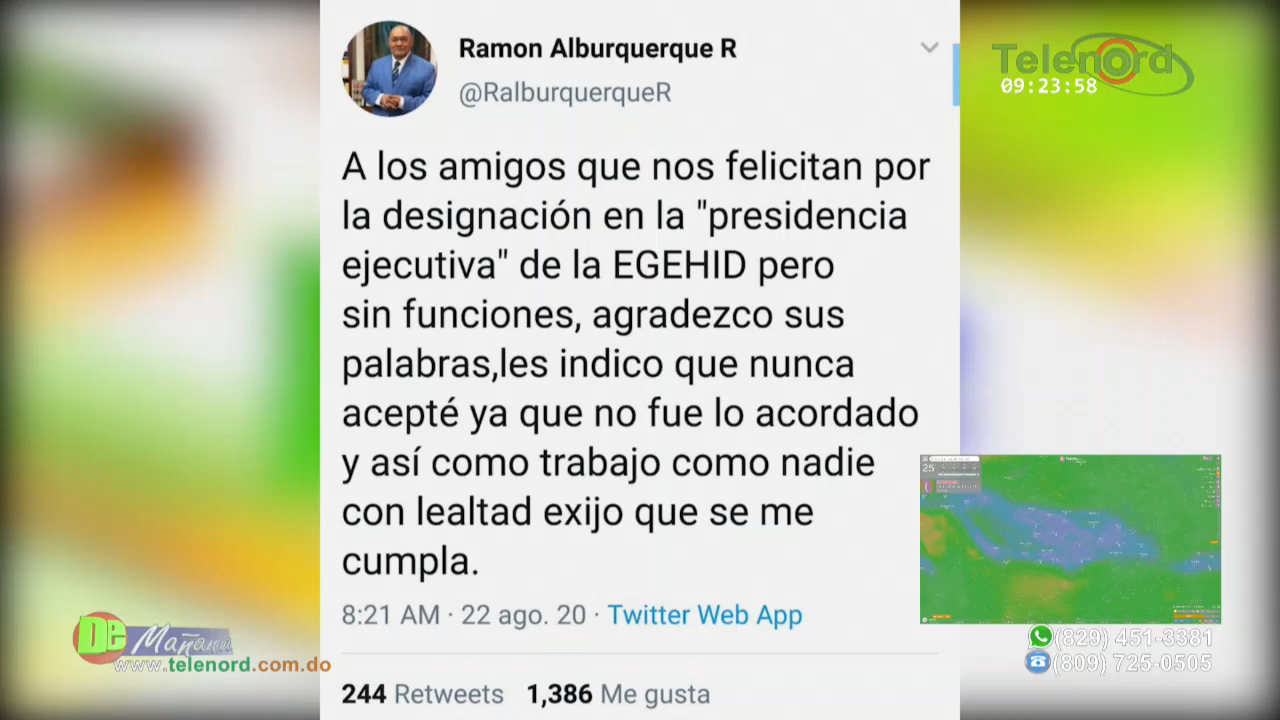 Ramon Alburquerque R
@RalburquerqueR
Telenord
09:23:58
A los amigos que nos felicitan por
la designación en la "presidencia
ejecutiva" de la EGEHID pero
sin funciones, agradezco sus
palabras,les indico que nunca
acepté ya que no fue lo acordado
y así como trabajo como nadie
con lealtad exijo que se me
cumpla.
8:21 AM · 22 ago. 20 · Twitter Web App
244 Retweets 1,386 Me gusta
25
De Mañana
www.telenord.com.do
(829) 451-3381
(809) 725-0505